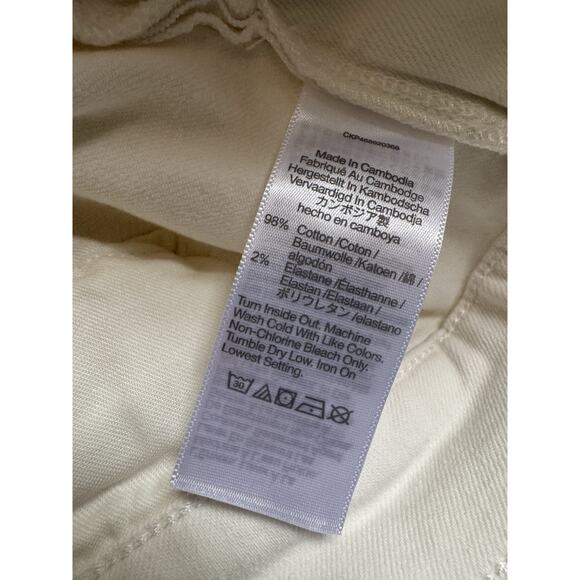 Made In Cambodia
Fabriqué Au Cambodge
Hergestellt In Kambodscha
Vervaardigd In Cambodja
カンボジア製
hecho en camboya
98% Cotton /Coton /
Baumwolle /Katoen /綿 /
algodón
2% Elastane /Élasthanne /
Elastan /Elastaan /
ポリウレタン /elastano
Turn Inside Out. Machine
Wash Cold With Like Colors.
Non-Chlorine Bleach Only.
Tumble Dry Low. Iron On
Lowest Setting.
30